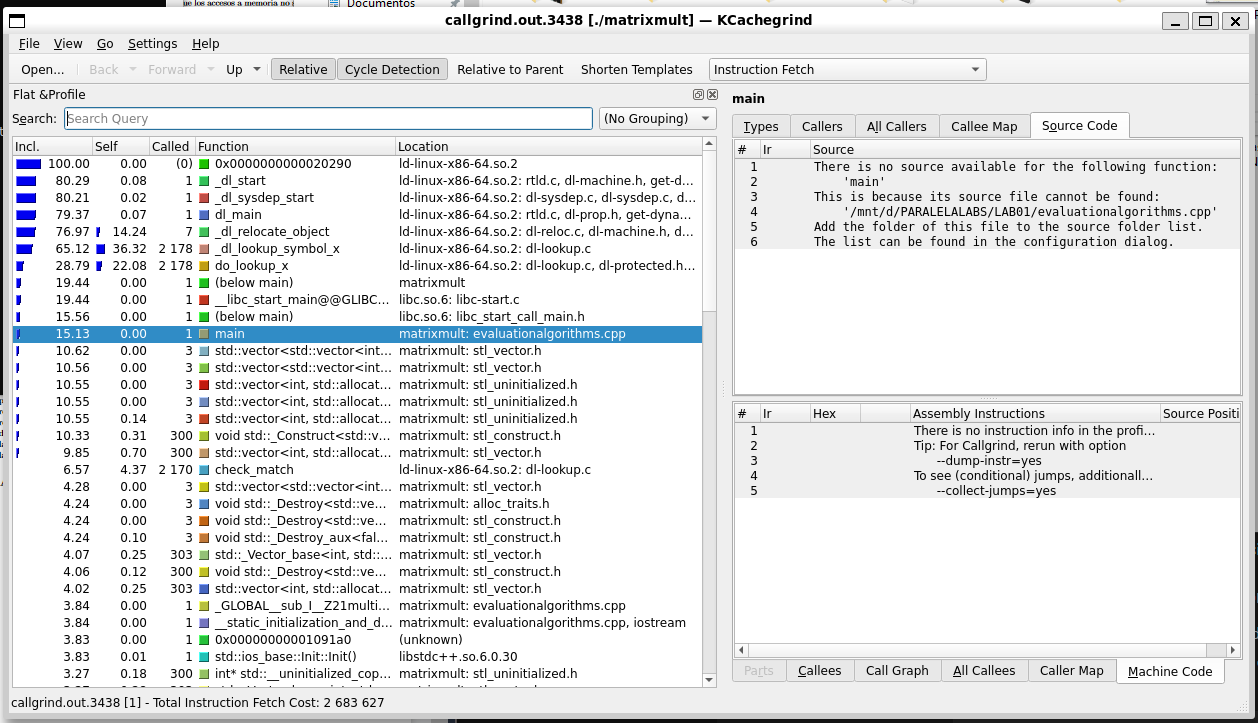 Documentos
callgrind.out.3438 [./matrixmult] — KCachegrind
File View Go Settings Help
Open... Back Forward Up Relative Cycle Detection Relative to Parent Shorten Templates Instruction Fetch
Flat &Profile
Search: Search Query (No Grouping)
Incl. Self Called Function Location
100.00 0.00 (0) 0x0000000000020290 ld-linux-x86-64.so.2
80.29 0.08 1 _dl_start ld-linux-x86-64.so.2: rtld.c, dl-machine.h, get-d...
80.21 0.02 1 _dl_sysdep_start ld-linux-x86-64.so.2: dl-sysdep.c, dl-sysdep.c, d...
79.37 0.07 1 dl_main ld-linux-x86-64.so.2: rtld.c, dl-prop.h, get-dyna...
76.97 14.24 7 _dl_relocate_object ld-linux-x86-64.so.2: dl-reloc.c, dl-machine.h, d...
65.12 36.32 2 178 _dl_lookup_symbol_x ld-linux-x86-64.so.2: dl-lookup.c
28.79 22.08 2 178 do_lookup_x ld-linux-x86-64.so.2: dl-lookup.c, dl-protected.h...
19.44 0.00 1 (below main) matrixmult
19.44 0.00 1 __libc_start_main@@GLIBC... libc.so.6: libc-start.c
15.56 0.00 1 (below main) libc.so.6: libc_start_call_main.h
15.13 0.00 1 main matrixmult: evaluationalgorithms.cpp
10.62 0.00 3 std::vector<std::vector<int... matrixmult: stl_vector.h
10.56 0.00 3 std::vector<std::vector<int... matrixmult: stl_vector.h
10.55 0.00 3 std::vector<int, std::allocat... matrixmult: stl_uninitialized.h
10.55 0.00 3 std::vector<int, std::allocat... matrixmult: stl_uninitialized.h
10.55 0.14 3 std::vector<int, std::allocat... matrixmult: stl_uninitialized.h
10.33 0.31 300 void std::_Construct<std::v... matrixmult: stl_construct.h
9.85 0.70 300 std::vector<int, std::allocat... matrixmult: stl_vector.h
6.57 4.37 2 170 check_match ld-linux-x86-64.so.2: dl-lookup.c
4.28 0.00 3 std::vector<std::vector<int... matrixmult: stl_vector.h
4.24 0.00 3 void std::_Destroy<std::ve... matrixmult: alloc_traits.h
4.24 0.00 3 void std::_Destroy<std::ve... matrixmult: stl_construct.h
4.24 0.10 3 void std::_Destroy_aux<fal... matrixmult: stl_construct.h
4.07 0.25 303 std::_Vector_base<int, std::... matrixmult: stl_vector.h
4.06 0.12 300 void std::_Destroy<std::ve... matrixmult: stl_construct.h
4.02 0.25 303 std::vector<int, std::allocat... matrixmult: stl_vector.h
3.84 0.00 1 _GLOBAL__sub_I__Z21multi... matrixmult: evaluationalgorithms.cpp
3.84 0.00 1 __static_initialization_and_d... matrixmult: evaluationalgorithms.cpp, iostream
3.83 0.00 1 0x00000000001091a0 (unknown)
3.83 0.01 1 std::ios_base::Init::Init() libstdc++.so.6.0.30
3.27 0.18 300 int* std::__uninitialized_cop... matrixmult: stl_uninitialized.h
main
Types Callers All Callers Callee Map Source Code
# Ir Source
1 There is no source available for the following function:
2 'main'
3 This is because its source file cannot be found:
4 '/mnt/d/PARALELALABS/LAB01/evaluationalgorithms.cpp'
5 Add the folder of this file to the source folder list.
6 The list can be found in the configuration dialog.
# Ir Hex Assembly Instructions Source Positi
1 There is no instruction info in the profi...
2 Tip: For Callgrind, rerun with option
3 --dump-instr=yes
4 To see (conditional) jumps, additionall...
5 --collect-jumps=yes
Parts Callees Call Graph All Callees Caller Map Machine Code
callgrind.out.3438 [1] - Total Instruction Fetch Cost: 2 683 627